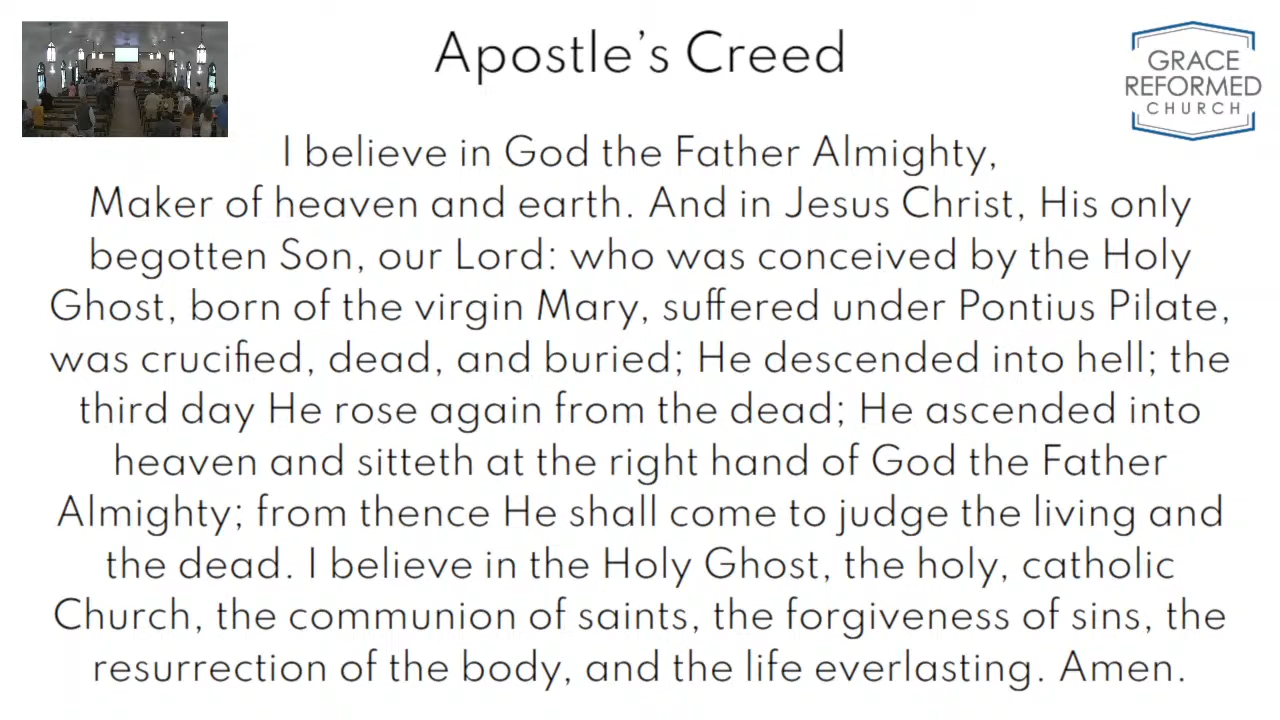 Apostle's Creed
GRACE
REFORMED
CHURCH
I believe in God the Father Almighty,
Maker of heaven and earth. And in Jesus Christ, His only
begotten Son, our Lord: who was conceived by the Holy
Ghost, born of the virgin Mary, suffered under Pontius Pilate,
was crucified, dead, and buried; He descended into hell; the
third day He rose again from the dead; He ascended into
heaven and sitteth at the right hand of God the Father
Almighty; from thence He shall come to judge the living and
the dead. I believe in the Holy Ghost, the holy, catholic
Church, the communion of saints, the forgiveness of sins, the
resurrection of the body, and the life everlasting. Amen.